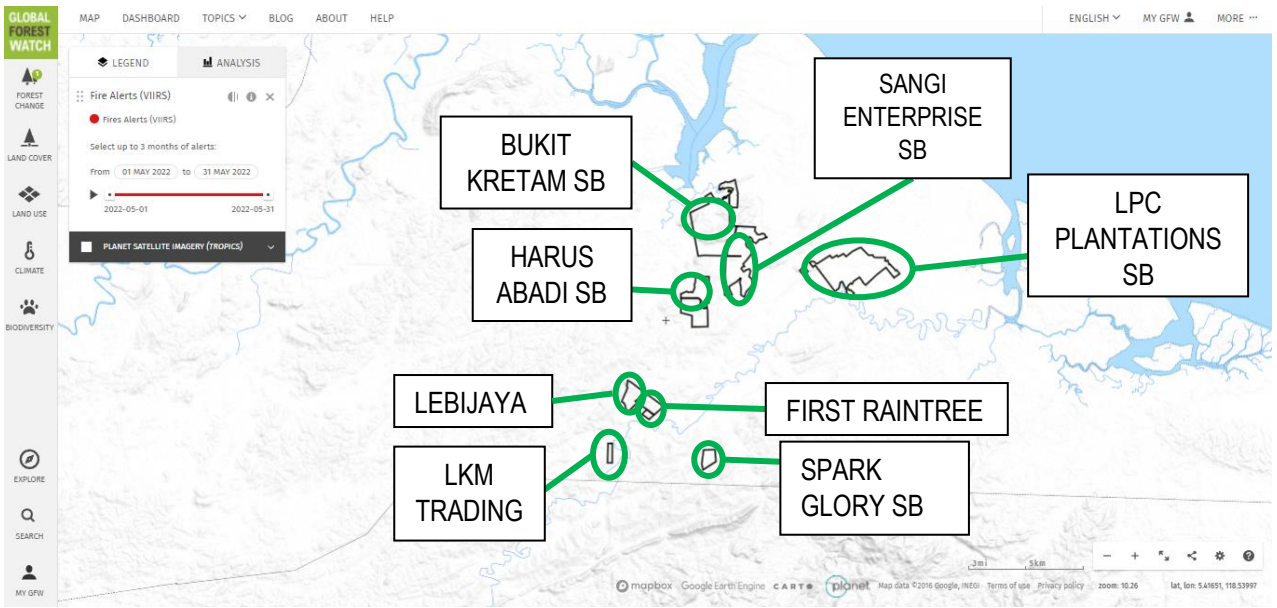 GLOBAL
FOREST
WATCH
MAP DASHBOARD TOPICS BLOG ABOUT HELP
ENGLISH MY GFW MORE
FOREST
CHANGE
LAND COVER
LAND USE
CLIMATE
BIODIVERSITY
EXPLORE
SEARCH
MY GFW
LEGEND ANALYSIS
Fire Alerts (VIIRS)
Fires Alerts (VIIRS)
Select up to 3 months of alerts:
From 01 MAY 2022 to 31 MAY 2022
2022-05-01 2022-05-31
PLANET SATELLITE IMAGERY (TROPICS)
BUKIT
KRETAM SB
SANGI
ENTERPRISE
SB
HARUS
ABADI SB
LPC
PLANTATIONS
SB
LEBIJAYA
FIRST RAINTREE
LKM
TRADING
SPARK
GLORY SB
3mi 5km
mapbox Google Earth Engine CARTO planet Map data ©2016 Google, INEGI Terms of use Privacy policy zoom: 10.26 lat, lon: 5.41651, 118.53997